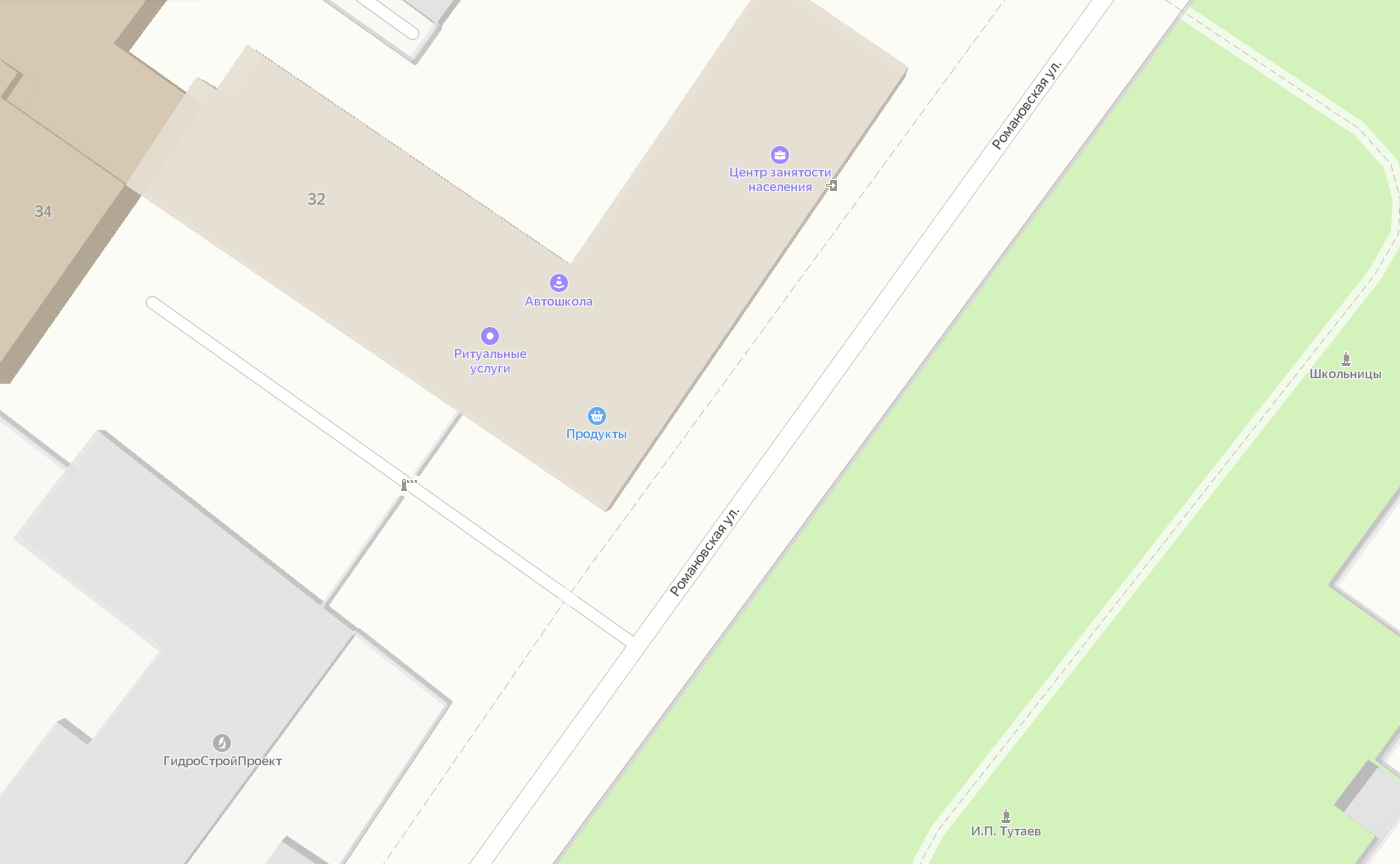 Романовская ул.
Центр занятости
населения
32
34
Автошкола
Ритуальные
услуги
Школьницы
Продукты
Романовская ул.
ГидроСтройПроект
И.П. Тутаев